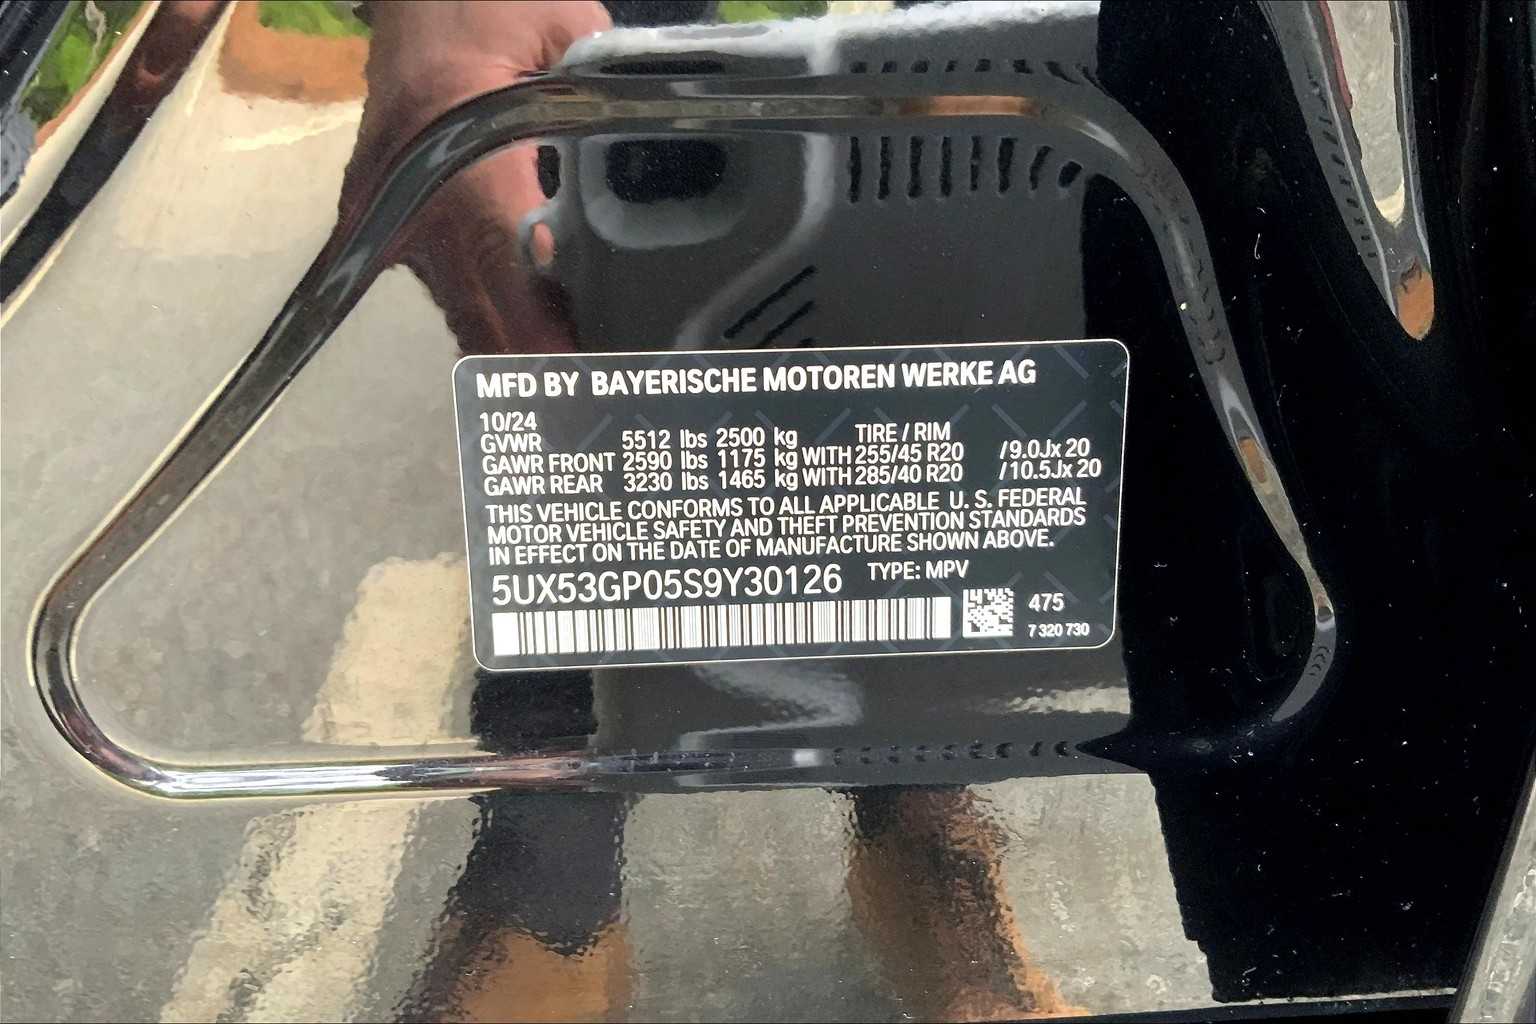 MFD BY BAYERISCHE MOTOREN WERKE AG
10/24
GVWR 5512 lbs 2500 kg TIRE / RIM
GAWR FRONT 2590 lbs 1175 kg WITH 255/45 R20 /9.0Jx 20
GAWR REAR 3230 lbs 1465 kg WITH 285/40 R20 /10.5Jx 20
THIS VEHICLE CONFORMS TO ALL APPLICABLE U. S. FEDERAL
MOTOR VEHICLE SAFETY AND THEFT PREVENTION STANDARDS
IN EFFECT ON THE DATE OF MANUFACTURE SHOWN ABOVE.
5UX53GP05S9Y30126 TYPE: MPV
475
7 320 730